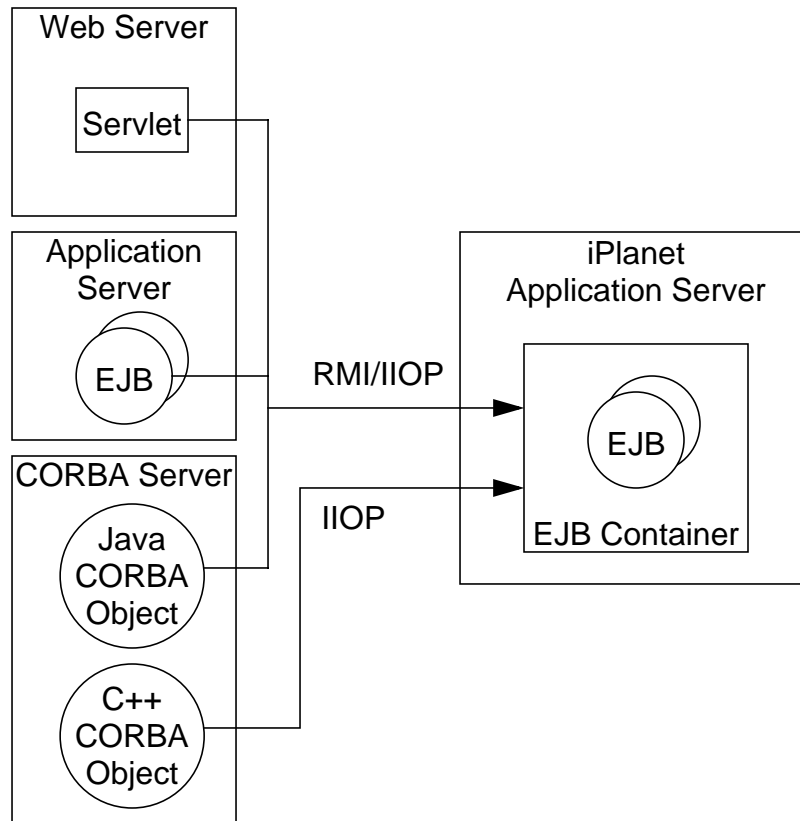 Web Server
Servlet
Application
Server
EJB
CORBA Server
Java
CORBA
Object
C++
CORBA
Object
RMI/IIOP
IIOP
iPlanet
Application Server
EJB
EJB Container